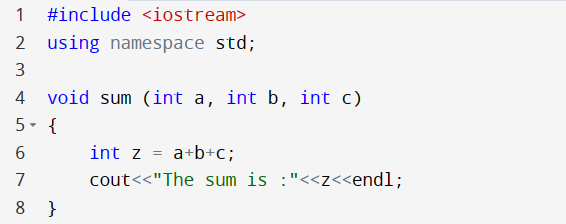 1 #include <iostream>
2 using namespace std;
3
4 void sum (int a, int b, int c)
5 {
6 int z = a+b+c;
7 cout<<"The sum is :"<<z<<endl;
8 }